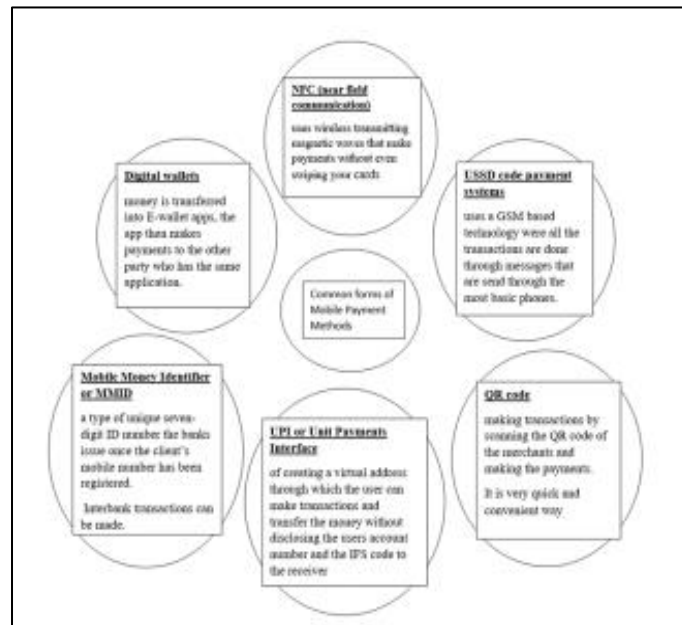 NFC (near field
communication)
uses wireless transmitting
magnetic waves that make
payments without even
swiping your cards
Digital wallets
money is transferred
into E-wallet apps, the
app then makes
payments to the other
party who has the same
application.
USSD code payment
systems
uses a GSM based
technology were all the
transactions are done
through messages that
are send through the
most basic phones.
Common forms of
Mobile Payment
Methods
Mobile Money Identifier
or MMID
a type of unique seven-
digit ID number the banks
issue once the client's
mobile number has been
registered.
Interbank transactions can
be made.
UPI or Unit Payments
Interface
of creating a virtual address
through which the user can
make transactions and
transfer the money without
disclosing the users account
number and the IFS code to
the receiver
QR code
making transactions by
scanning the QR code of
the merchants and
making the payments.
It is very quick and
convenient way